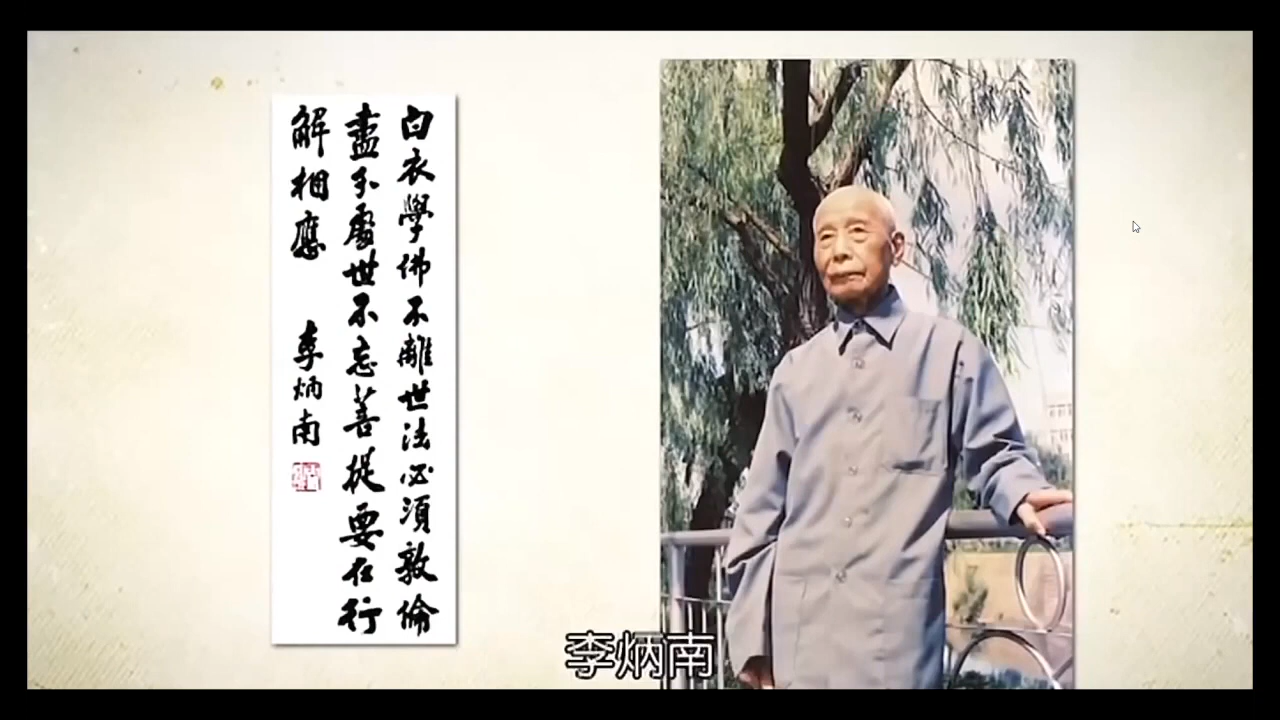 白衣學佛不離世法必須敦倫
盡分處世不忘菩提要在行
解相應　李炳南
李炳南